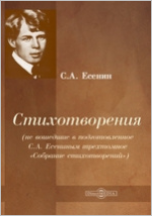 С.А. Есенин
Стихотворения
(не вошедшие в подготовленное
С.А. Есениным трехтомное
«Собрание стихотворений»)